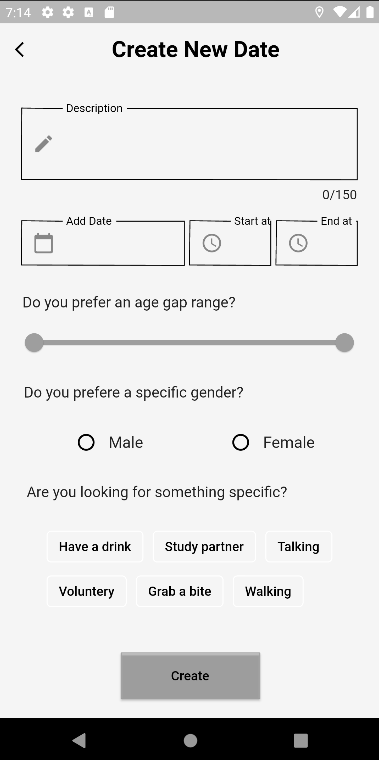 7:14
Create New Date
Description
0/150
Add Date Start at End at
Do you prefer an age gap range?
Do you prefere a specific gender?
Male Female
Are you looking for something specific?
Have a drink Study partner Talking
Voluntery Grab a bite Walking
Create